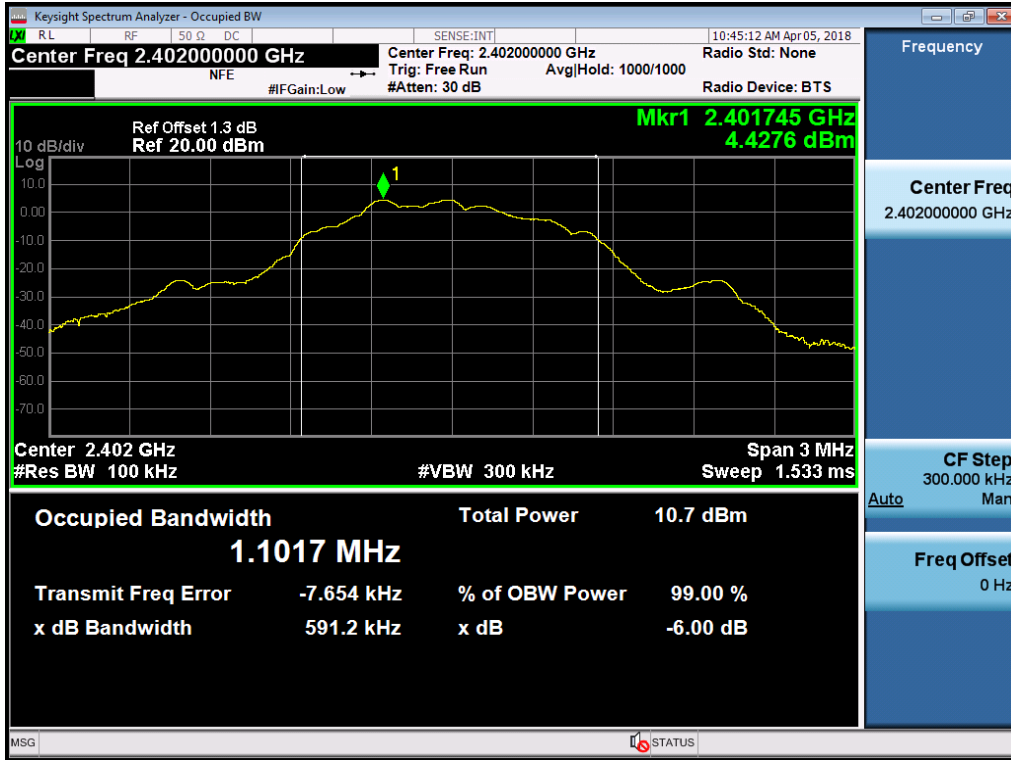 Keysight Spectrum Analyzer - Occupied BW
LXI RL RF 50 Ω DC SENSE:INT 10:45:12 AM Apr 05, 2018
Center Freq 2.402000000 GHz Center Freq: 2.402000000 GHz Radio Std: None
NFE Trig: Free Run Avg|Hold: 1000/1000
#IFGain:Low #Atten: 30 dB Radio Device: BTS
Mkr1 2.401745 GHz
4.4276 dBm
Ref Offset 1.3 dB
10 dB/div Ref 20.00 dBm
Log
1
10.0
0.00
-10.0
-20.0
-30.0
-40.0
-50.0
-60.0
-70.0
Center 2.402 GHz Span 3 MHz
#Res BW 100 kHz #VBW 300 kHz Sweep 1.533 ms
Occupied Bandwidth Total Power 10.7 dBm
1.1017 MHz
Transmit Freq Error -7.654 kHz % of OBW Power 99.00 %
x dB Bandwidth 591.2 kHz x dB -6.00 dB
MSG STATUS
Frequency
Center Freq
2.402000000 GHz
CF Step
300.000 kHz
Auto Man
Freq Offset
0 Hz